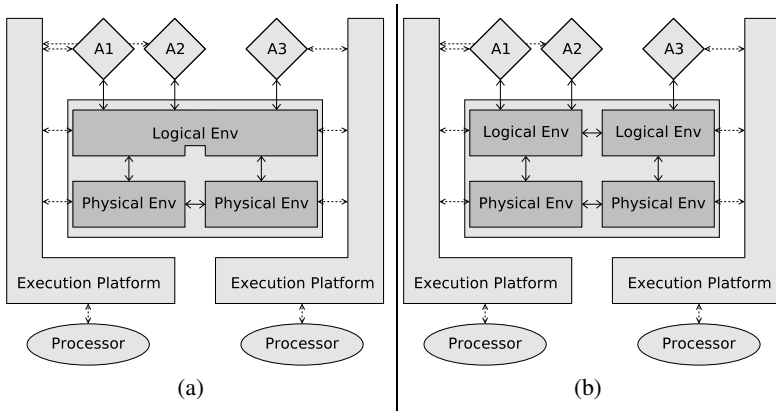 A1 A2 A3 A1 A2 A3
Logical Env Logical Env Logical Env
Physical Env Physical Env Physical Env Physical Env
Execution Platform Execution Platform Execution Platform Execution Platform
Processor Processor Processor Processor
(a) (b)